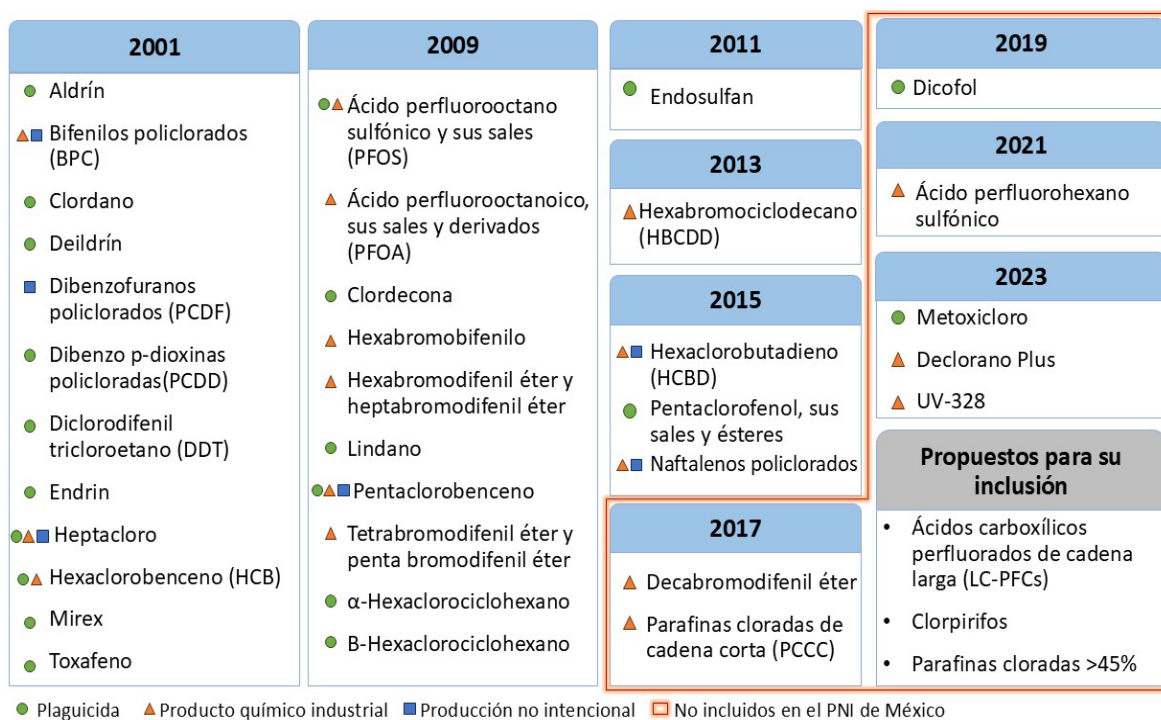 2001
Aldrín
Bifenilos policlorados
(BPC)
Clordano
Deildrín
Dibenzofuranos
policlorados (PCDF)
Dibenzo p-dioxinas
policloradas(PCDD)
Diclorodifenil
tricloroetano (DDT)
Endrin
Heptacloro
Hexaclorobenceno (HCB)
Mirex
Toxafeno
2009
Ácido perfluorooctano
sulfónico y sus sales
(PFOS)
Ácido perfluorooctanoico,
sus sales y derivados
(PFOA)
Clordecona
Hexabromobifenilo
Hexabromodifenil éter y
heptabromodifenil éter
Lindano
Pentaclorobenceno
Tetrabromodifenil éter y
penta bromodifenil éter
α-Hexaclorociclohexano
B-Hexaclorociclohexano
2011
Endosulfan
2013
Hexabromociclodecano
(HBCDD)
2015
Hexaclorobutadieno
(HCBD)
Pentaclorofenol, sus
sales y ésteres
Naftalenos policlorados
2017
Decabromodifenil éter
Parafinas cloradas de
cadena corta (PCCC)
2019
Dicofol
2021
Ácido perfluorohexano
sulfónico
2023
Metoxicloro
Declorano Plus
UV-328
Propuestos para su
inclusión
• Ácidos carboxílicos
perfluorados de cadena
larga (LC-PFCs)
• Clorpirifos
• Parafinas cloradas >45%
Plaguicida Producto químico industrial Producción no intencional No incluidos en el PNI de México